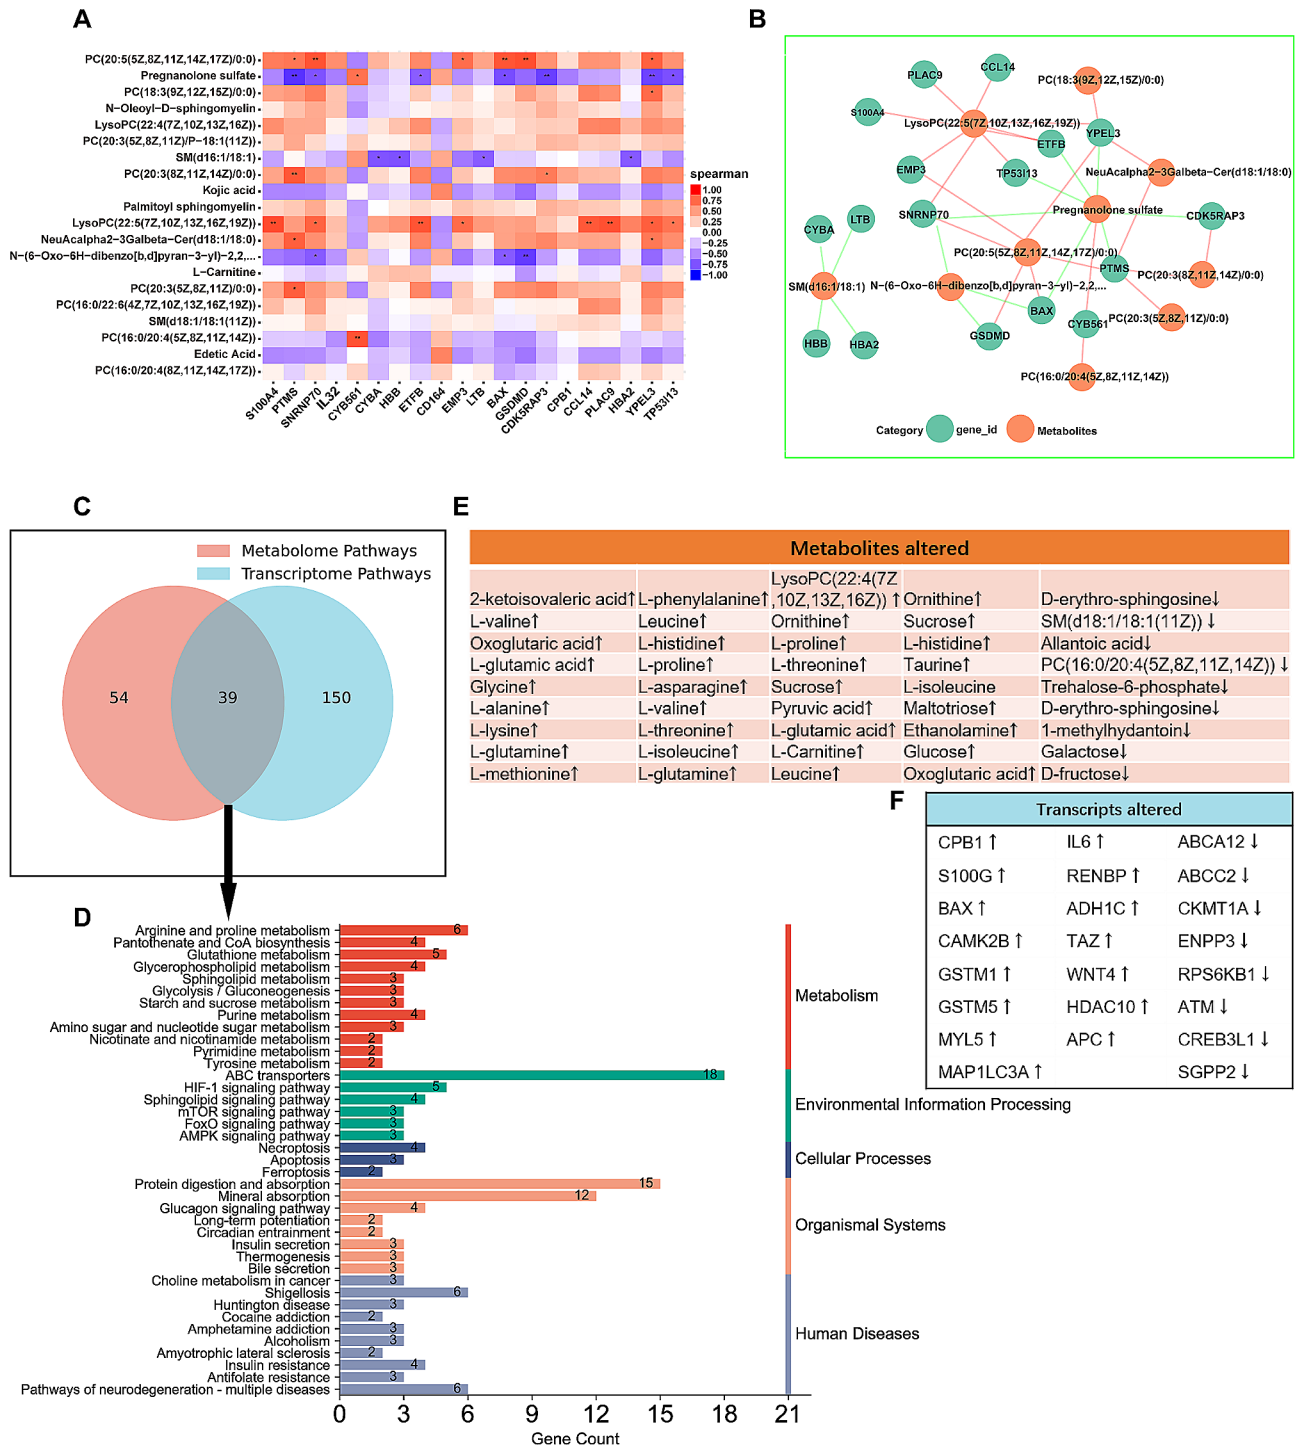 A
PC(20:5(5Z,8Z,11Z,14Z,17Z)/0:0)
Pregnanolone sulfate
PC(18:3(9Z,12Z,15Z)/0:0)
N−Oleoyl−D−sphingomyelin
LysoPC(22:4(7Z,10Z,13Z,16Z))
PC(20:3(5Z,8Z,11Z)/P−18:1(11Z))
SM(d16:1/18:1)
PC(20:3(8Z,11Z,14Z)/0:0)
Kojic acid
Palmitoyl sphingomyelin
LysoPC(22:5(7Z,10Z,13Z,16Z,19Z))
NeuAcalpha2−3Galbeta−Cer(d18:1/18:0)
N−(6−Oxo−6H−dibenzo[b,d]pyran−3−yl)−2,2,...
L−Carnitine
PC(20:3(5Z,8Z,11Z)/0:0)
PC(16:0/22:6(4Z,7Z,10Z,13Z,16Z,19Z))
SM(d18:1/18:1(11Z))
PC(16:0/20:4(5Z,8Z,11Z,14Z))
Edetic Acid
PC(16:0/20:4(8Z,11Z,14Z,17Z))
S100A4
PTMS
SNRNP70
IL32
CYB561
CYBA
HBB
ETFB
CD164
EMP3
LTB
BAX
GSDMD
CDK5RAP3
CPB1
CCL14
PLAC9
HBA2
YPEL3
TP53I13
spearman
1.00
0.75
0.50
0.25
0.00
−0.25
−0.50
−0.75
−1.00
B
CCL14
PLAC9
PC(18:3(9Z,12Z,15Z)/0:0)
S100A4
LysoPC(22:5(7Z,10Z,13Z,16Z,19Z))
YPEL3
ETFB
EMP3
TP53I13
NeuAcalpha2−3Galbeta−Cer(d18:1/18:0)
SNRNP70
Pregnanolone sulfate
CDK5RAP3
LTB
CYBA
PC(20:5(5Z,8Z,11Z,14Z,17Z)/0:0)
PTMS
PC(20:3(8Z,11Z,14Z)/0:0)
SM(d16:1/18:1)
N−(6−Oxo−6H−dibenzo[b,d]pyran−3−yl)−2,2,...
BAX
CYB561
PC(20:3(5Z,8Z,11Z)/0:0)
GSDMD
HBB
HBA2
PC(16:0/20:4(5Z,8Z,11Z,14Z))
Category gene_id Metabolites
C
Metabolome Pathways
Transcriptome Pathways
54 39 150
E
Metabolites altered
2-ketoisovaleric acid↑ L-phenylalanine↑ LysoPC(22:4(7Z
,10Z,13Z,16Z)) ↑ Ornithine↑ D-erythro-sphingosine↓
L-valine↑ Leucine↑ Ornithine↑ Sucrose↑ SM(d18:1/18:1(11Z)) ↓
Oxoglutaric acid↑ L-histidine↑ L-proline↑ L-histidine↑ Allantoic acid↓
L-glutamic acid↑ L-proline↑ L-threonine↑ Taurine↑ PC(16:0/20:4(5Z,8Z,11Z,14Z)) ↓
Glycine↑ L-asparagine↑ Sucrose↑ L-isoleucine Trehalose-6-phosphate↓
L-alanine↑ L-valine↑ Pyruvic acid↑ Maltotriose↑ D-erythro-sphingosine↓
L-lysine↑ L-threonine↑ L-glutamic acid↑ Ethanolamine↑ 1-methylhydantoin↓
L-glutamine↑ L-isoleucine↑ L-Carnitine↑ Glucose↑ Galactose↓
L-methionine↑ L-glutamine↑ Leucine↑ Oxoglutaric acid↑ D-fructose↓
F
Transcripts altered
CPB1 ↑ IL6 ↑ ABCA12 ↓
S100G ↑ RENBP ↑ ABCC2 ↓
BAX ↑ ADH1C ↑ CKMT1A ↓
CAMK2B ↑ TAZ ↑ ENPP3 ↓
GSTM1 ↑ WNT4 ↑ RPS6KB1 ↓
GSTM5 ↑ HDAC10 ↑ ATM ↓
MYL5 ↑ APC ↑ CREB3L1 ↓
MAP1LC3A ↑ SGPP2 ↓
D
Arginine and proline metabolism 6
Pantothenate and CoA biosynthesis 4
Glutathione metabolism 5
Glycerophospholipid metabolism 4
Sphingolipid metabolism 3
Glycolysis / Gluconeogenesis 3
Starch and sucrose metabolism 3
Purine metabolism 4
Amino sugar and nucleotide sugar metabolism 3
Nicotinate and nicotinamide metabolism 2
Pyrimidine metabolism 2
Tyrosine metabolism 2
ABC transporters 18
HIF-1 signaling pathway 5
Sphingolipid signaling pathway 4
mTOR signaling pathway 3
FoxO signaling pathway 3
AMPK signaling pathway 3
Necroptosis 4
Apoptosis 3
Ferroptosis 2
Protein digestion and absorption 15
Mineral absorption 12
Glucagon signaling pathway 4
Long-term potentiation 2
Circadian entrainment 2
Insulin secretion 3
Thermogenesis 3
Bile secretion 3
Choline metabolism in cancer 3
Shigellosis 6
Huntington disease 3
Cocaine addiction 2
Amphetamine addiction 3
Alcoholism 3
Amyotrophic lateral sclerosis 2
Insulin resistance 4
Antifolate resistance 3
Pathways of neurodegeneration - multiple diseases 6
Metabolism
Environmental Information Processing
Cellular Processes
Organismal Systems
Human Diseases
0 3 6 9 12 15 18 21
Gene Count